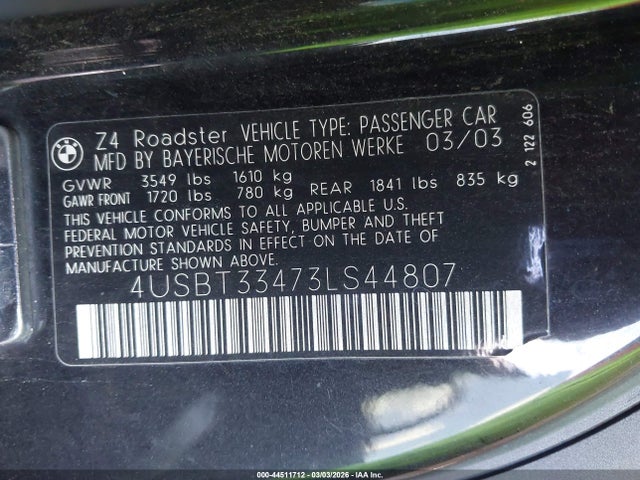 Z4 Roadster VEHICLE TYPE: PASSENGER CAR
MFD BY BAYERISCHE MOTOREN WERKE 03/03
GVWR 3549 lbs 1610 kg
GAWR FRONT 1720 lbs 780 kg REAR 1841 lbs 835 kg
THIS VEHICLE CONFORMS TO ALL APPLICABLE U.S.
FEDERAL MOTOR VEHICLE SAFETY, BUMPER AND THEFT
PREVENTION STANDARDS IN EFFECT ON THE DATE OF
MANUFACTURE SHOWN ABOVE.
4USBT33473LS44807
2 122 606
000-44511712 - 03/03/2026 - IAA Inc.